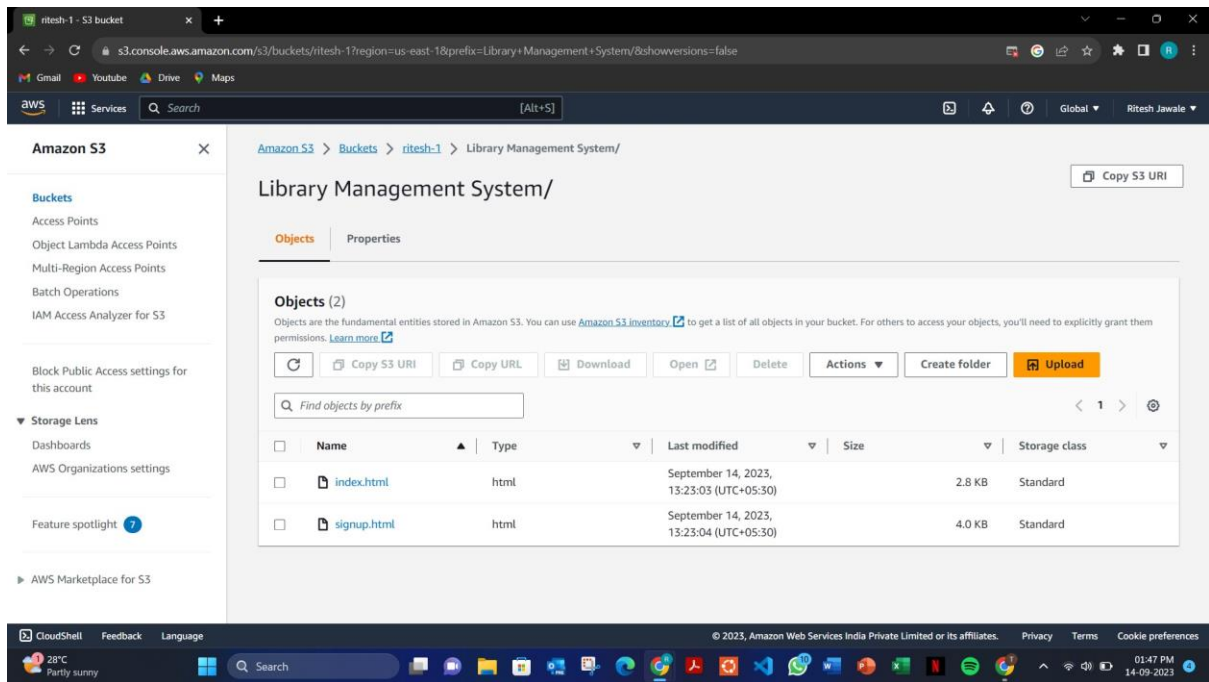 ritesh-1 - S3 bucket
s3.console.aws.amazon.com/s3/buckets/ritesh-1?region=us-east-1&prefix=Library+Management+System/&showversions=false
Gmail Youtube Drive Maps
aws Services Search [Alt+S] Global Ritesh Jawale
Amazon S3
Buckets
Access Points
Object Lambda Access Points
Multi-Region Access Points
Batch Operations
IAM Access Analyzer for S3
Block Public Access settings for
this account
Storage Lens
Dashboards
AWS Organizations settings
Feature spotlight 7
AWS Marketplace for S3
Amazon S3 > Buckets > ritesh-1 > Library Management System/
Library Management System/
Copy S3 URI
Objects Properties
Objects (2)
Objects are the fundamental entities stored in Amazon S3. You can use Amazon S3 inventory to get a list of all objects in your bucket. For others to access your objects, you'll need to explicitly grant them
permissions. Learn more
Copy S3 URI Copy URL Download Open Delete Actions Create folder Upload
Find objects by prefix
< 1 >
Name Type Last modified Size Storage class
index.html html September 14, 2023, 2.8 KB Standard
13:23:03 (UTC+05:30)
signup.html html September 14, 2023, 4.0 KB Standard
13:23:04 (UTC+05:30)
CloudShell Feedback Language © 2023, Amazon Web Services India Private Limited or its affiliates. Privacy Terms Cookie preferences
28°C
Partly sunny
Search
01:47 PM
14-09-2023